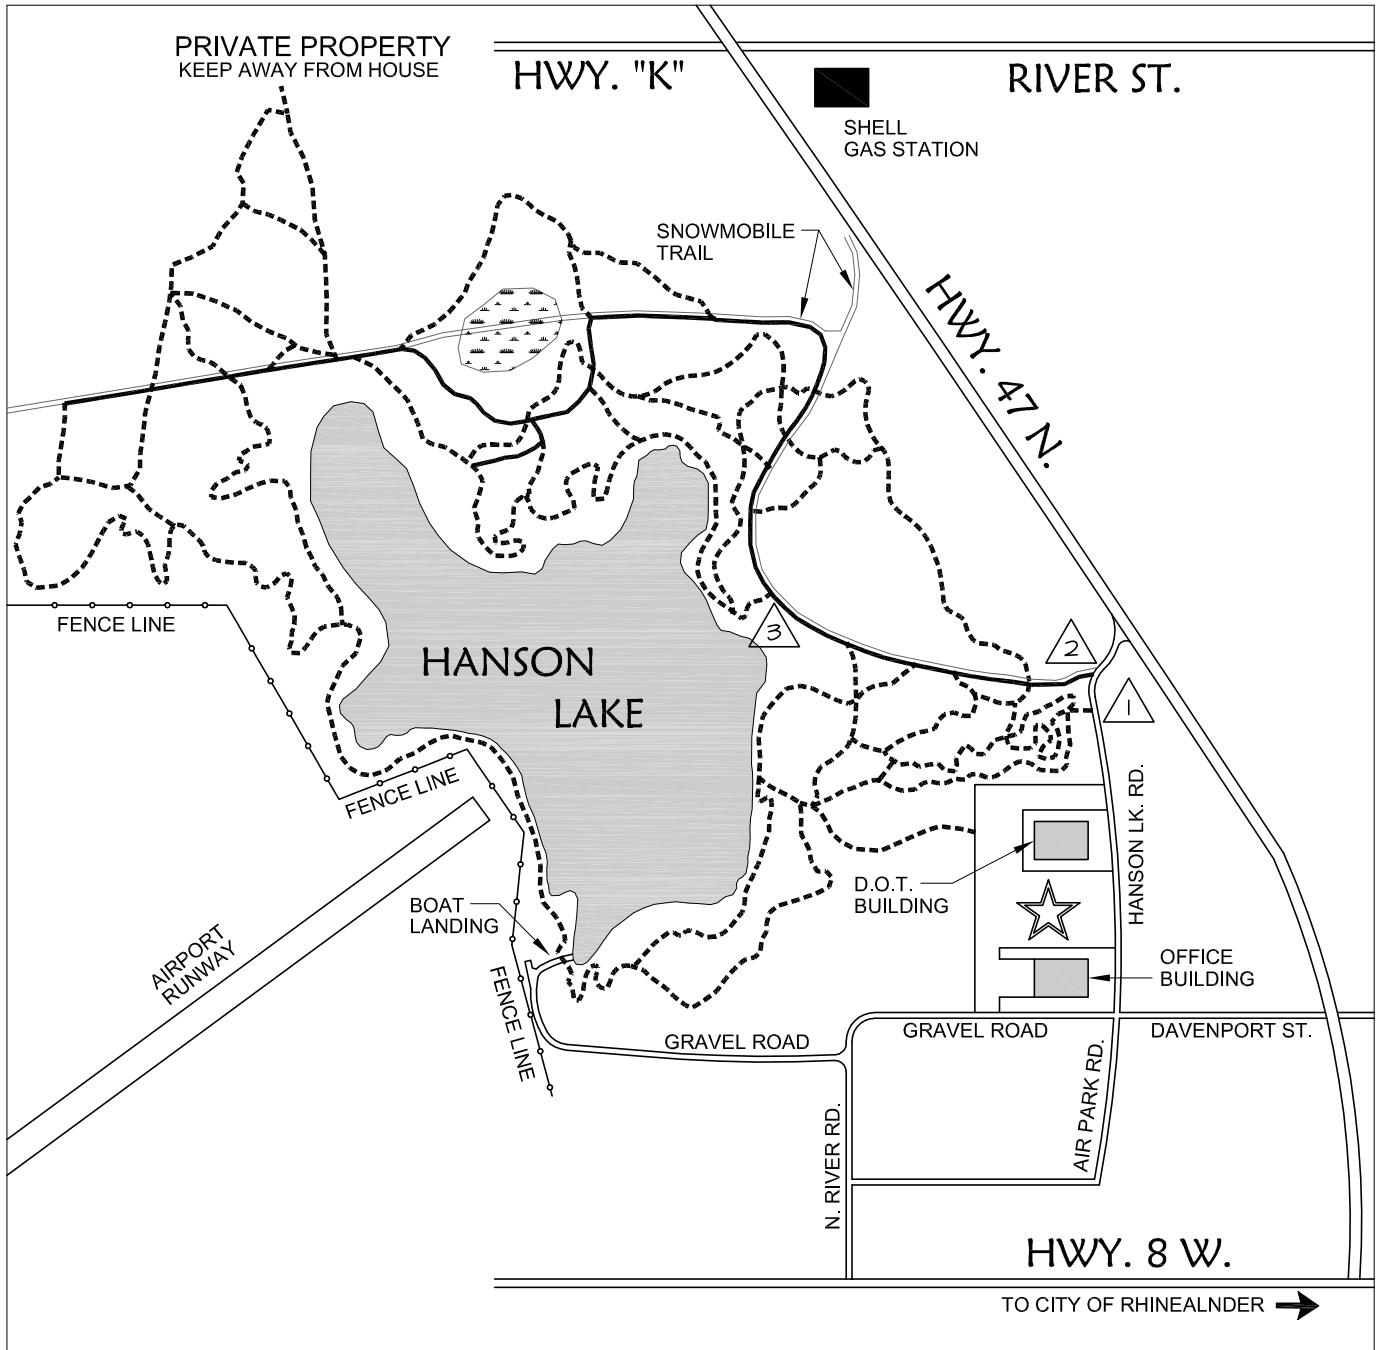 PRIVATE PROPERTY
KEEP AWAY FROM HOUSE
HWY. "K"
RIVER ST.
SHELL
GAS STATION
SNOWMOBILE
TRAIL
HWY. 47 N.
FENCE LINE
HANSON
LAKE
3
2
1
FENCE LINE
HANSON LK. RD.
AIRPORT
RUNWAY
BOAT
LANDING
D.O.T.
BUILDING
OFFICE
BUILDING
FENCE LINE
GRAVEL ROAD
GRAVEL ROAD
DAVENPORT ST.
AIR PARK RD.
N. RIVER RD.
HWY. 8 W.
TO CITY OF RHINEALNDER